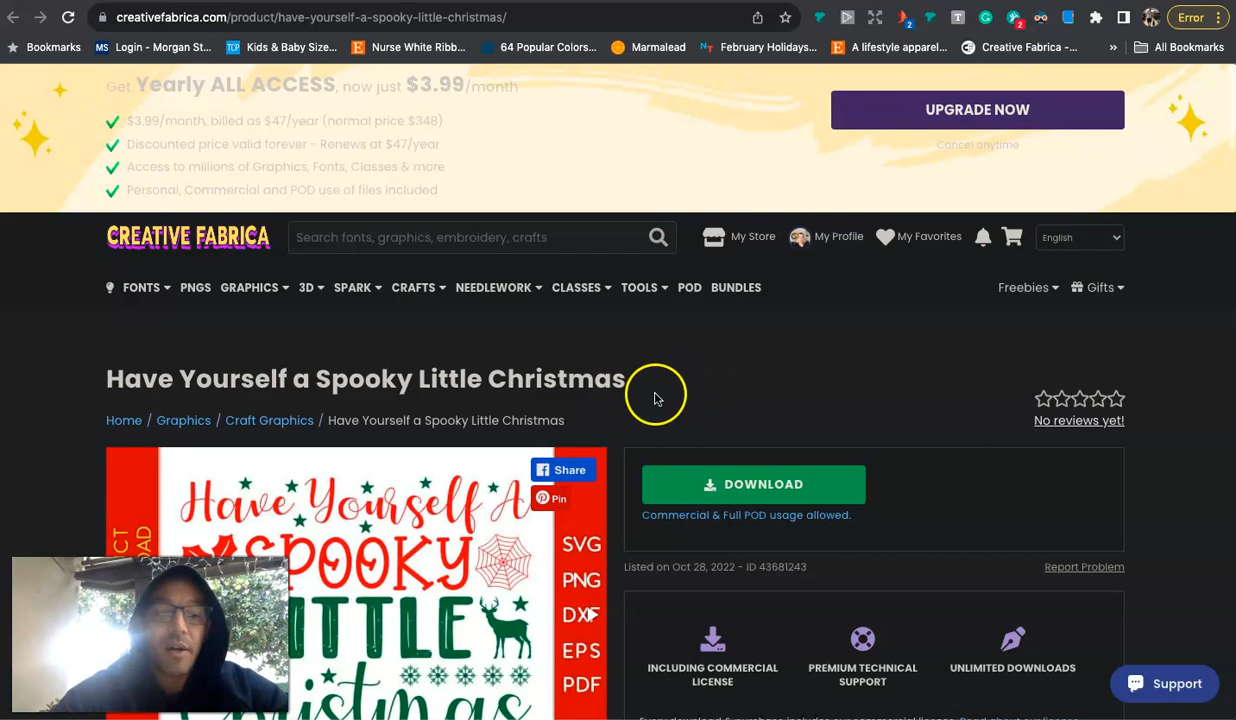 creativefabrica.com/product/have-yourself-a-spooky-little-christmas/
Error
2
2
Bookmarks
Login - Morgan St...
Kids & Baby Size...
Nurse White Ribb...
64 Popular Colors...
Marmalead
February Holidays...
A lifestyle apparel...
Creative Fabrica –...
»
All Bookmarks
Get Yearly ALL ACCESS, now just $3.99/month
$3.99/month, billed as $47/year (normal price $348)
Discounted price valid forever - Renews at $47/year
Access to millions of Graphics, Fonts, Classes & more
Personal, Commercial and POD use of files included
UPGRADE NOW
Cancel anytime
CREATIVE FABRICA
Search fonts, graphics, embroidery, crafts
My Store
My Profile
My Favorites
English
FONTS
PNGS
GRAPHICS
3D
SPARK
CRAFTS
NEEDLEWORK
CLASSES
TOOLS
POD
BUNDLES
Freebies
Gifts
Have Yourself a Spooky Little Christmas
Home / Graphics / Craft Graphics / Have Yourself a Spooky Little Christmas
No reviews yet!
Share
Pin
Have Yourself A
SPOOKY
LITTLE
Christmas
SVG
PNG
DXF
EPS
PDF
DOWNLOAD
Commercial & Full POD usage allowed.
Listed on Oct 28, 2022 - ID 43681243
Report Problem
INCLUDING COMMERCIAL
LICENSE
PREMIUM TECHNICAL
SUPPORT
UNLIMITED DOWNLOADS
Support